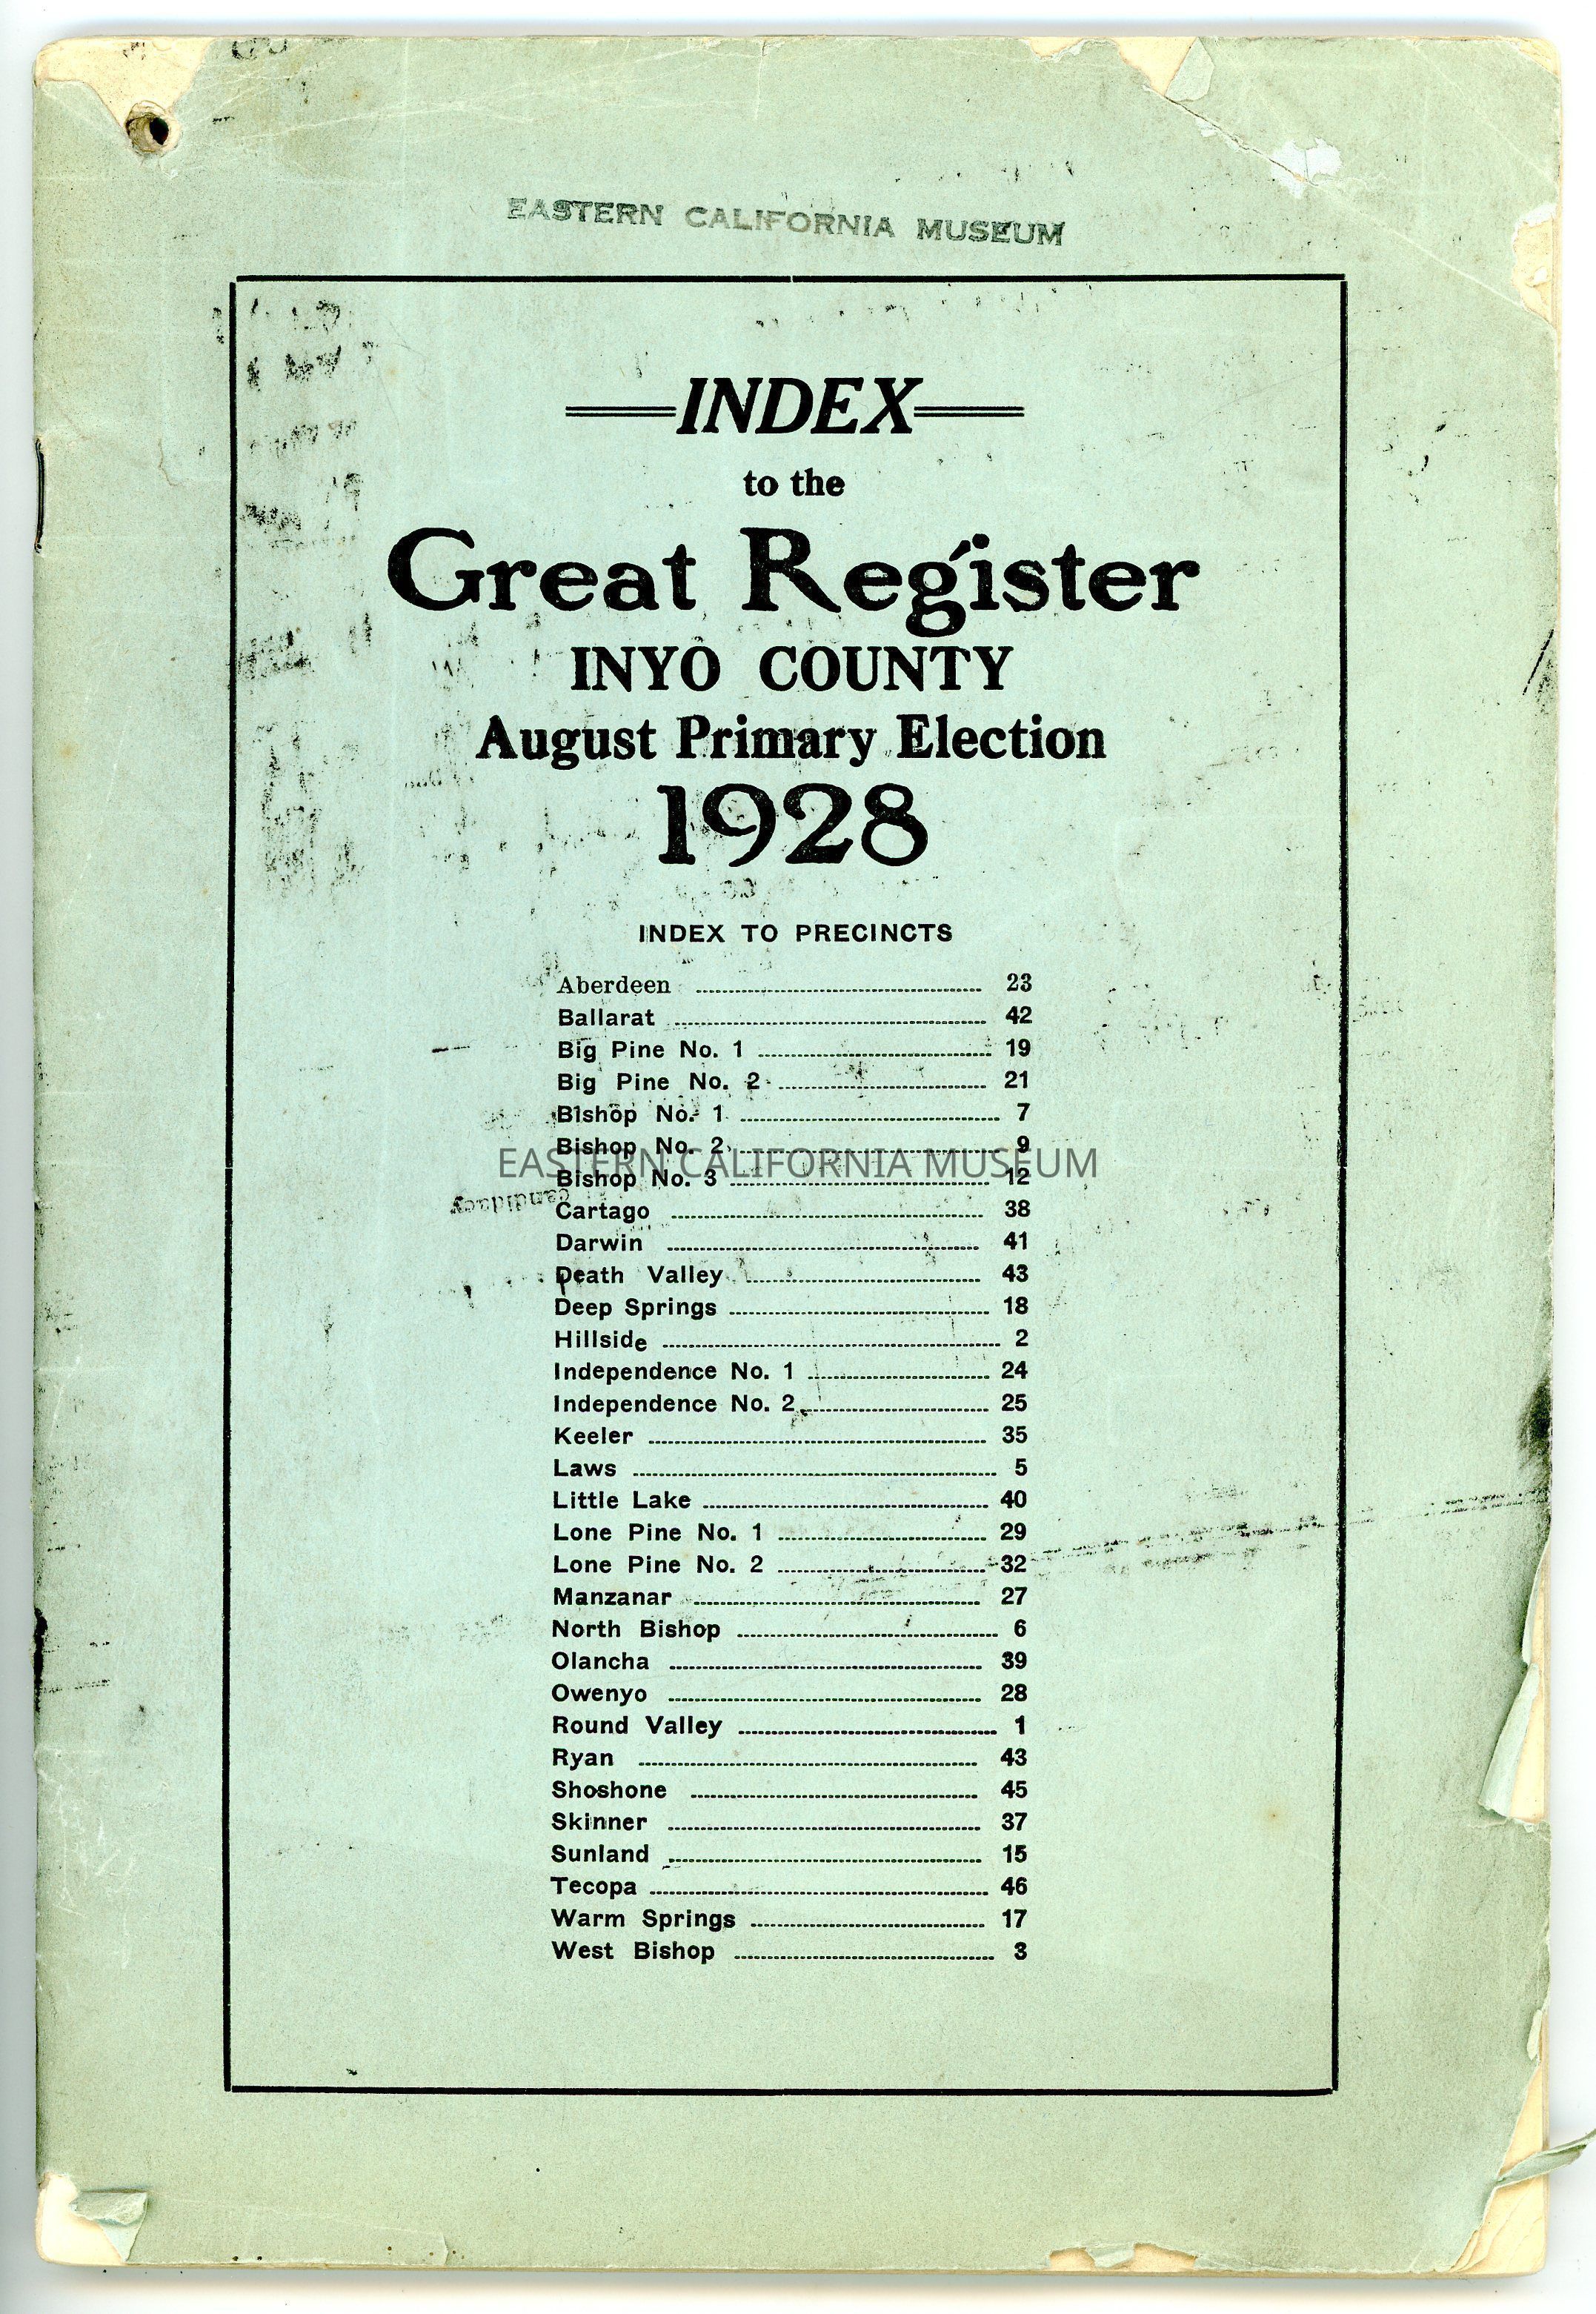 EASTERN CALIFORNIA MUSEUM
INDEX
to the
Great Register
INYO COUNTY
August Primary Election
1928
INDEX TO PRECINCTS
Aberdeen 23
Ballarat 42
Big Pine No. 1 19
Big Pine No. 2 21
Bishop No. 1 7
Bishop No. 2 9
EASTERN CALIFORNIA MUSEUM
Bishop No. 3 12
candidacy
Cartago 38
Darwin 41
Death Valley 43
Deep Springs 18
Hillside 2
Independence No. 1 24
Independence No. 2 25
Keeler 35
Laws 5
Little Lake 40
Lone Pine No. 1 29
Lone Pine No. 2 32
Manzanar 27
North Bishop 6
Olancha 39
Owenyo 28
Round Valley 1
Ryan 43
Shoshone 45
Skinner 37
Sunland 15
Tecopa 46
Warm Springs 17
West Bishop 3